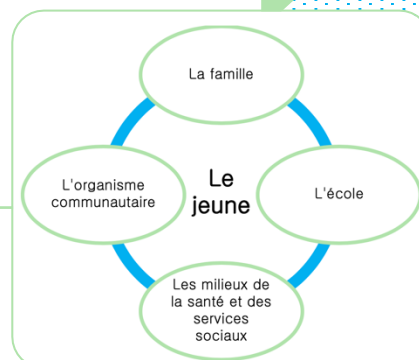 La famille
L'organisme
communautaire
Le
jeune
L'école
Les milieux de
la santé et des
services
sociaux